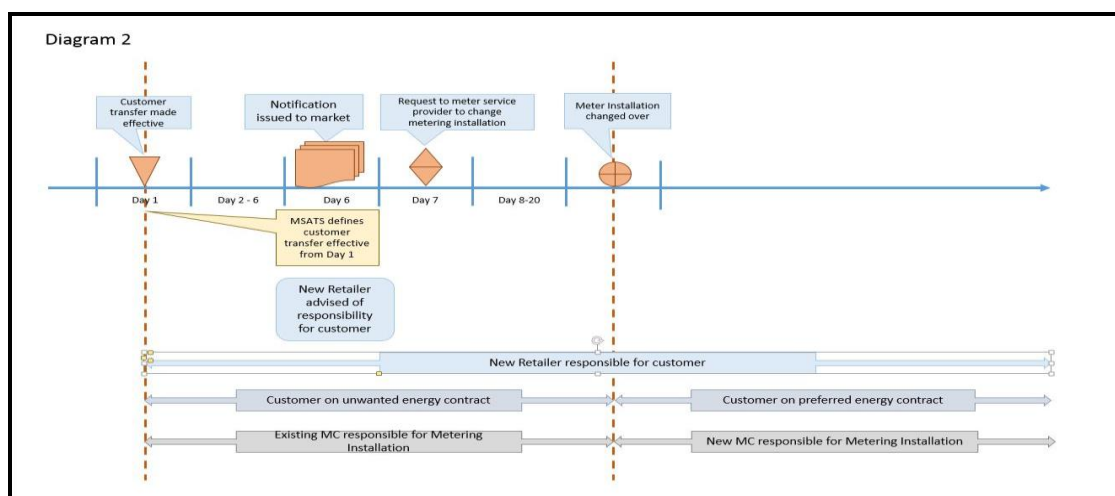 Diagram 2
Customer
transfer made
effective
Notification
issued to market
Request to meter service
provider to change
metering installation
Meter Installation
changed over
Day 1
Day 2 - 6
Day 6
Day 7
Day 8-20
MSATS defines
customer
transfer effective
from Day 1
New Retailer
advised of
responsibility
for customer
New Retailer responsible for customer
Customer on unwanted energy contract
Customer on preferred energy contract
Existing MC responsible for Metering
Installation
New MC responsible for Metering Installation